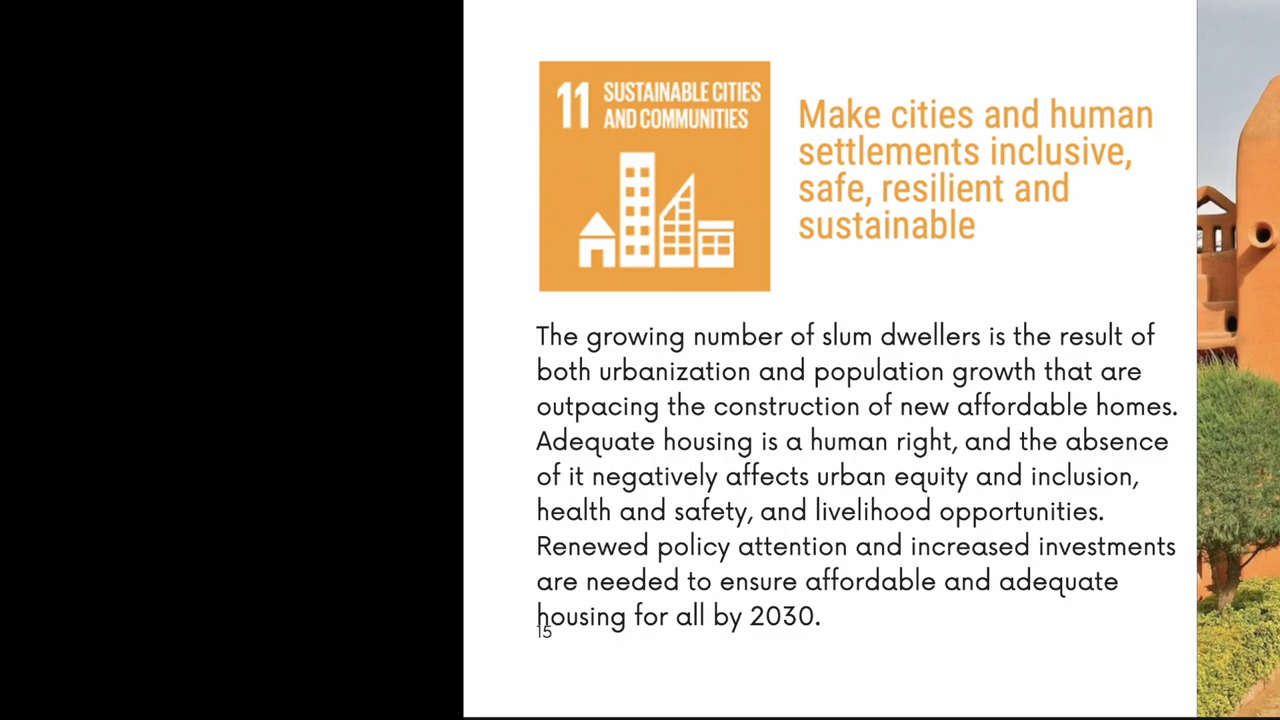 11 SUSTAINABLE CITIES
AND COMMUNITIES
Make cities and human
settlements inclusive,
safe, resilient and
sustainable
The growing number of slum dwellers is the result of
both urbanization and population growth that are
outpacing the construction of new affordable homes.
Adequate housing is a human right, and the absence
of it negatively affects urban equity and inclusion,
health and safety, and livelihood opportunities.
Renewed policy attention and increased investments
are needed to ensure affordable and adequate
housing for all by 2030.
15